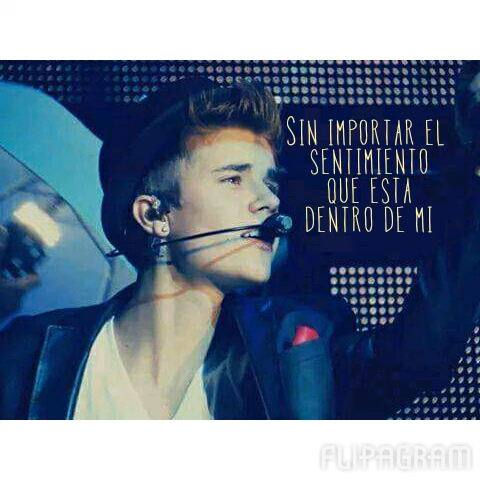 SIN IMPORTAR EL
SENTIMIENTO
QUE ESTA
DENTRO DE MI
FLIPAGRAM